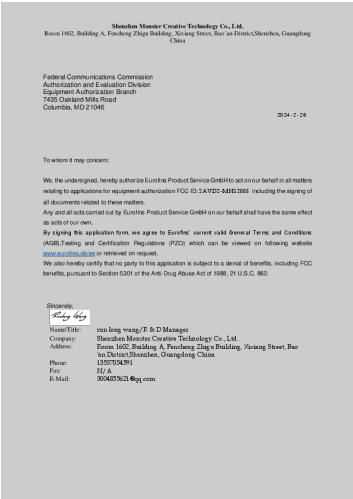 Shenzhen Monster Creative Technology Co., Ltd.
Room 1602, Building A, Fencheng Zhigu Building, Xixiang Street, Bao'an District,Shenzhen, Guangdong
China
Federal Communications Commission
Authorization and Evaluation Division
Equipment Authorization Branch
7435 Oakland Mills Road
Columbia, MD 21046
2024-2-26
To whom it may concern:
We, the undersigned, hereby authorize Eurofins Product Service GmbH to act on our behalf in all matters
relating to applications for equipment authorization FCC ID: including the signing of
all documents related to these matters.
Any and all acts carried out by Eurofins Product Service GmbH on our behalf shall have the same effect
as acts of our own.
By signing this application form, we agree to Eurofins' current valid General Terms and Conditions
(AGB),Testing and Certification Regulations (PZO) which can be viewed on following website
www.eurofins.de/ee or retrieved on request.
We also hereby certify that no party to this application is subject to a denial of benefits, including FCC
benefits, pursuant to Section 5301 of the Anti Drug Abuse Act of 1988, 21 U.S.C. 862.
Sincerely,
Name/Title: run long wang/R & D Manager
Company: Shenzhen Monster Creative Technology Co., Ltd.
Address: Room 1602, Building A, Fencheng Zhigu Building, Xixiang Street, Bao
'an District,Shenzhen, Guangdong China
Phone: 13537054591
Fax: N/A
E-Mail: 3004855621@qq.com